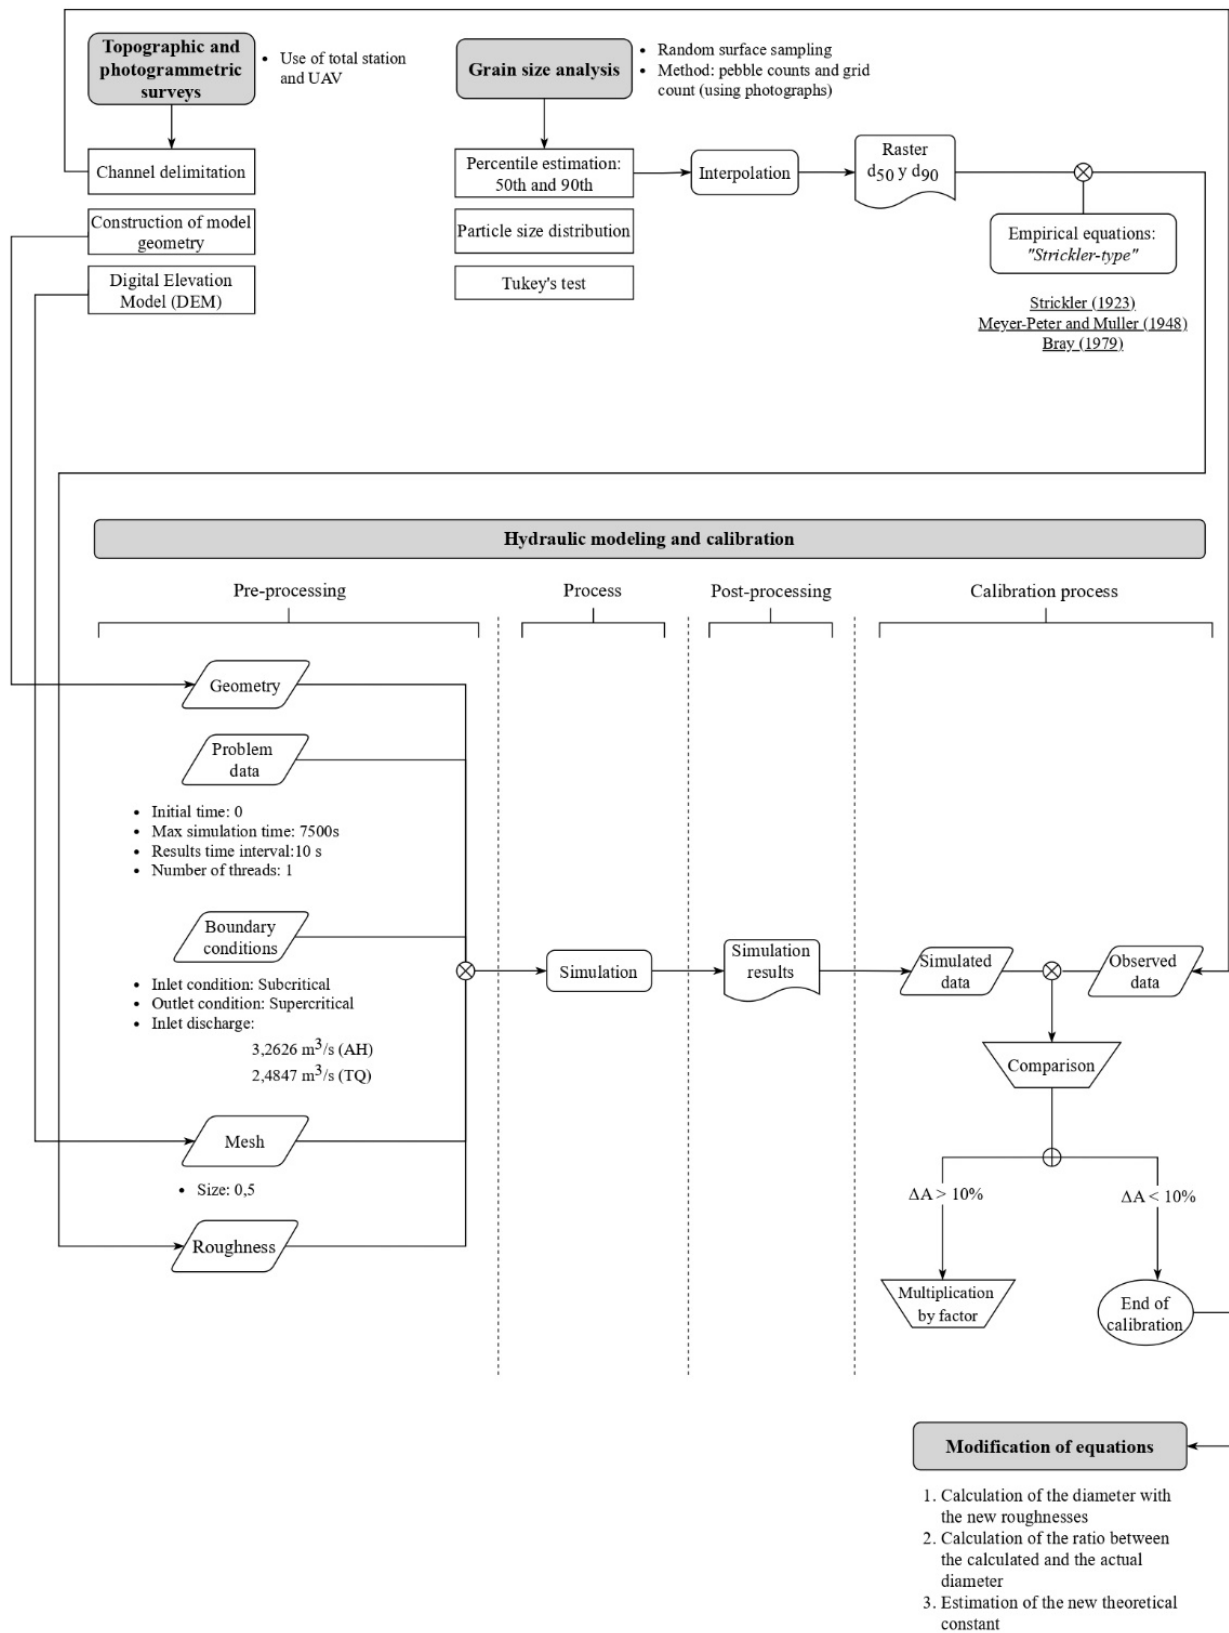 Topographic and
photogrammetric
surveys
• Use of total station
and UAV
Channel delimitation
Construction of model
geometry
Digital Elevation
Model (DEM)
Grain size analysis
• Random surface sampling
• Method: pebble counts and grid
count (using photographs)
Percentile estimation:
50th and 90th
Particle size distribution
Tukey's test
Interpolation
Raster
d50 y d90
Empirical equations:
"Strickler-type"
Strickler (1923)
Meyer-Peter and Muller (1948)
Bray (1979)
Hydraulic modeling and calibration
Pre-processing
Process
Post-processing
Calibration process
Geometry
Problem
data
• Initial time: 0
• Max simulation time: 7500s
• Results time interval:10 s
• Number of threads: 1
Boundary
conditions
• Inlet condition: Subcritical
• Outlet condition: Supercritical
• Inlet discharge:
3,2626 m³/s (AH)
2,4847 m³/s (TQ)
Mesh
• Size: 0,5
Roughness
Simulation
Simulation
results
Simulated
data
Observed
data
Comparison
ΔA > 10%
ΔA < 10%
Multiplication
by factor
End of
calibration
Modification of equations
1. Calculation of the diameter with
the new roughnesses
2. Calculation of the ratio between
the calculated and the actual
diameter
3. Estimation of the new theoretical
constant